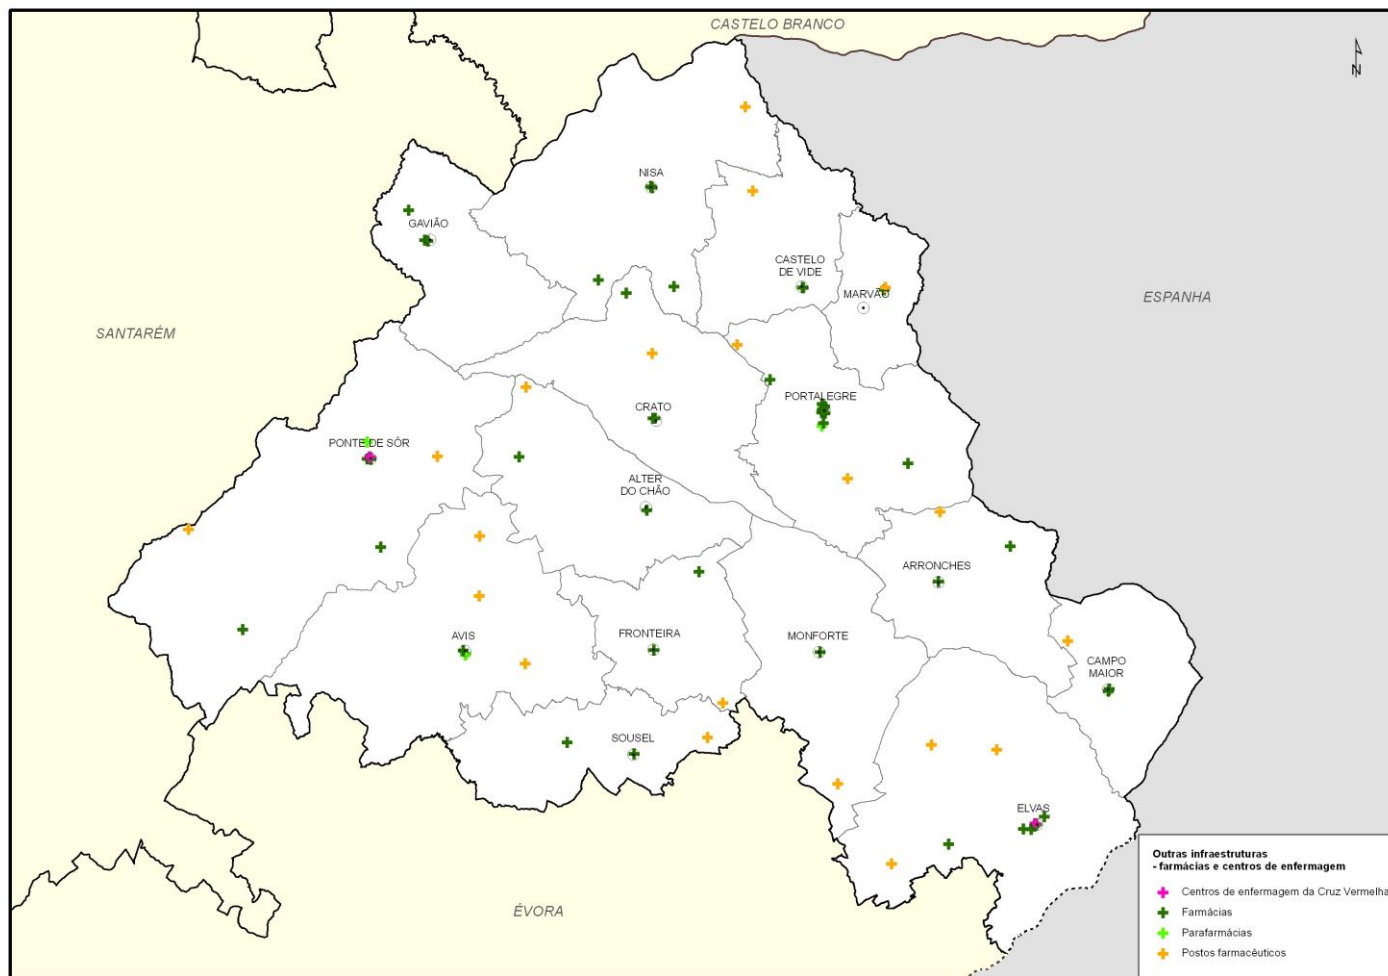 CASTELO BRANCO
N
NISA
GAVIÃO
CASTELO
DE VIDE
MARVÃO
ESPANHA
SANTARÉM
PORTALEGRE
CRATO
PONTE DE SÔR
ALTER
DO CHÃO
ARRONCHES
AVIS
FRONTEIRA
MONFORTE
CAMPO
MAIOR
SOUSEL
ELVAS
ÉVORA
Outras infraestruturas
- farmácias e centros de enfermagem
Centros de enfermagem da Cruz Vermelha
Farmácias
Parafarmácias
Postos farmacêuticos